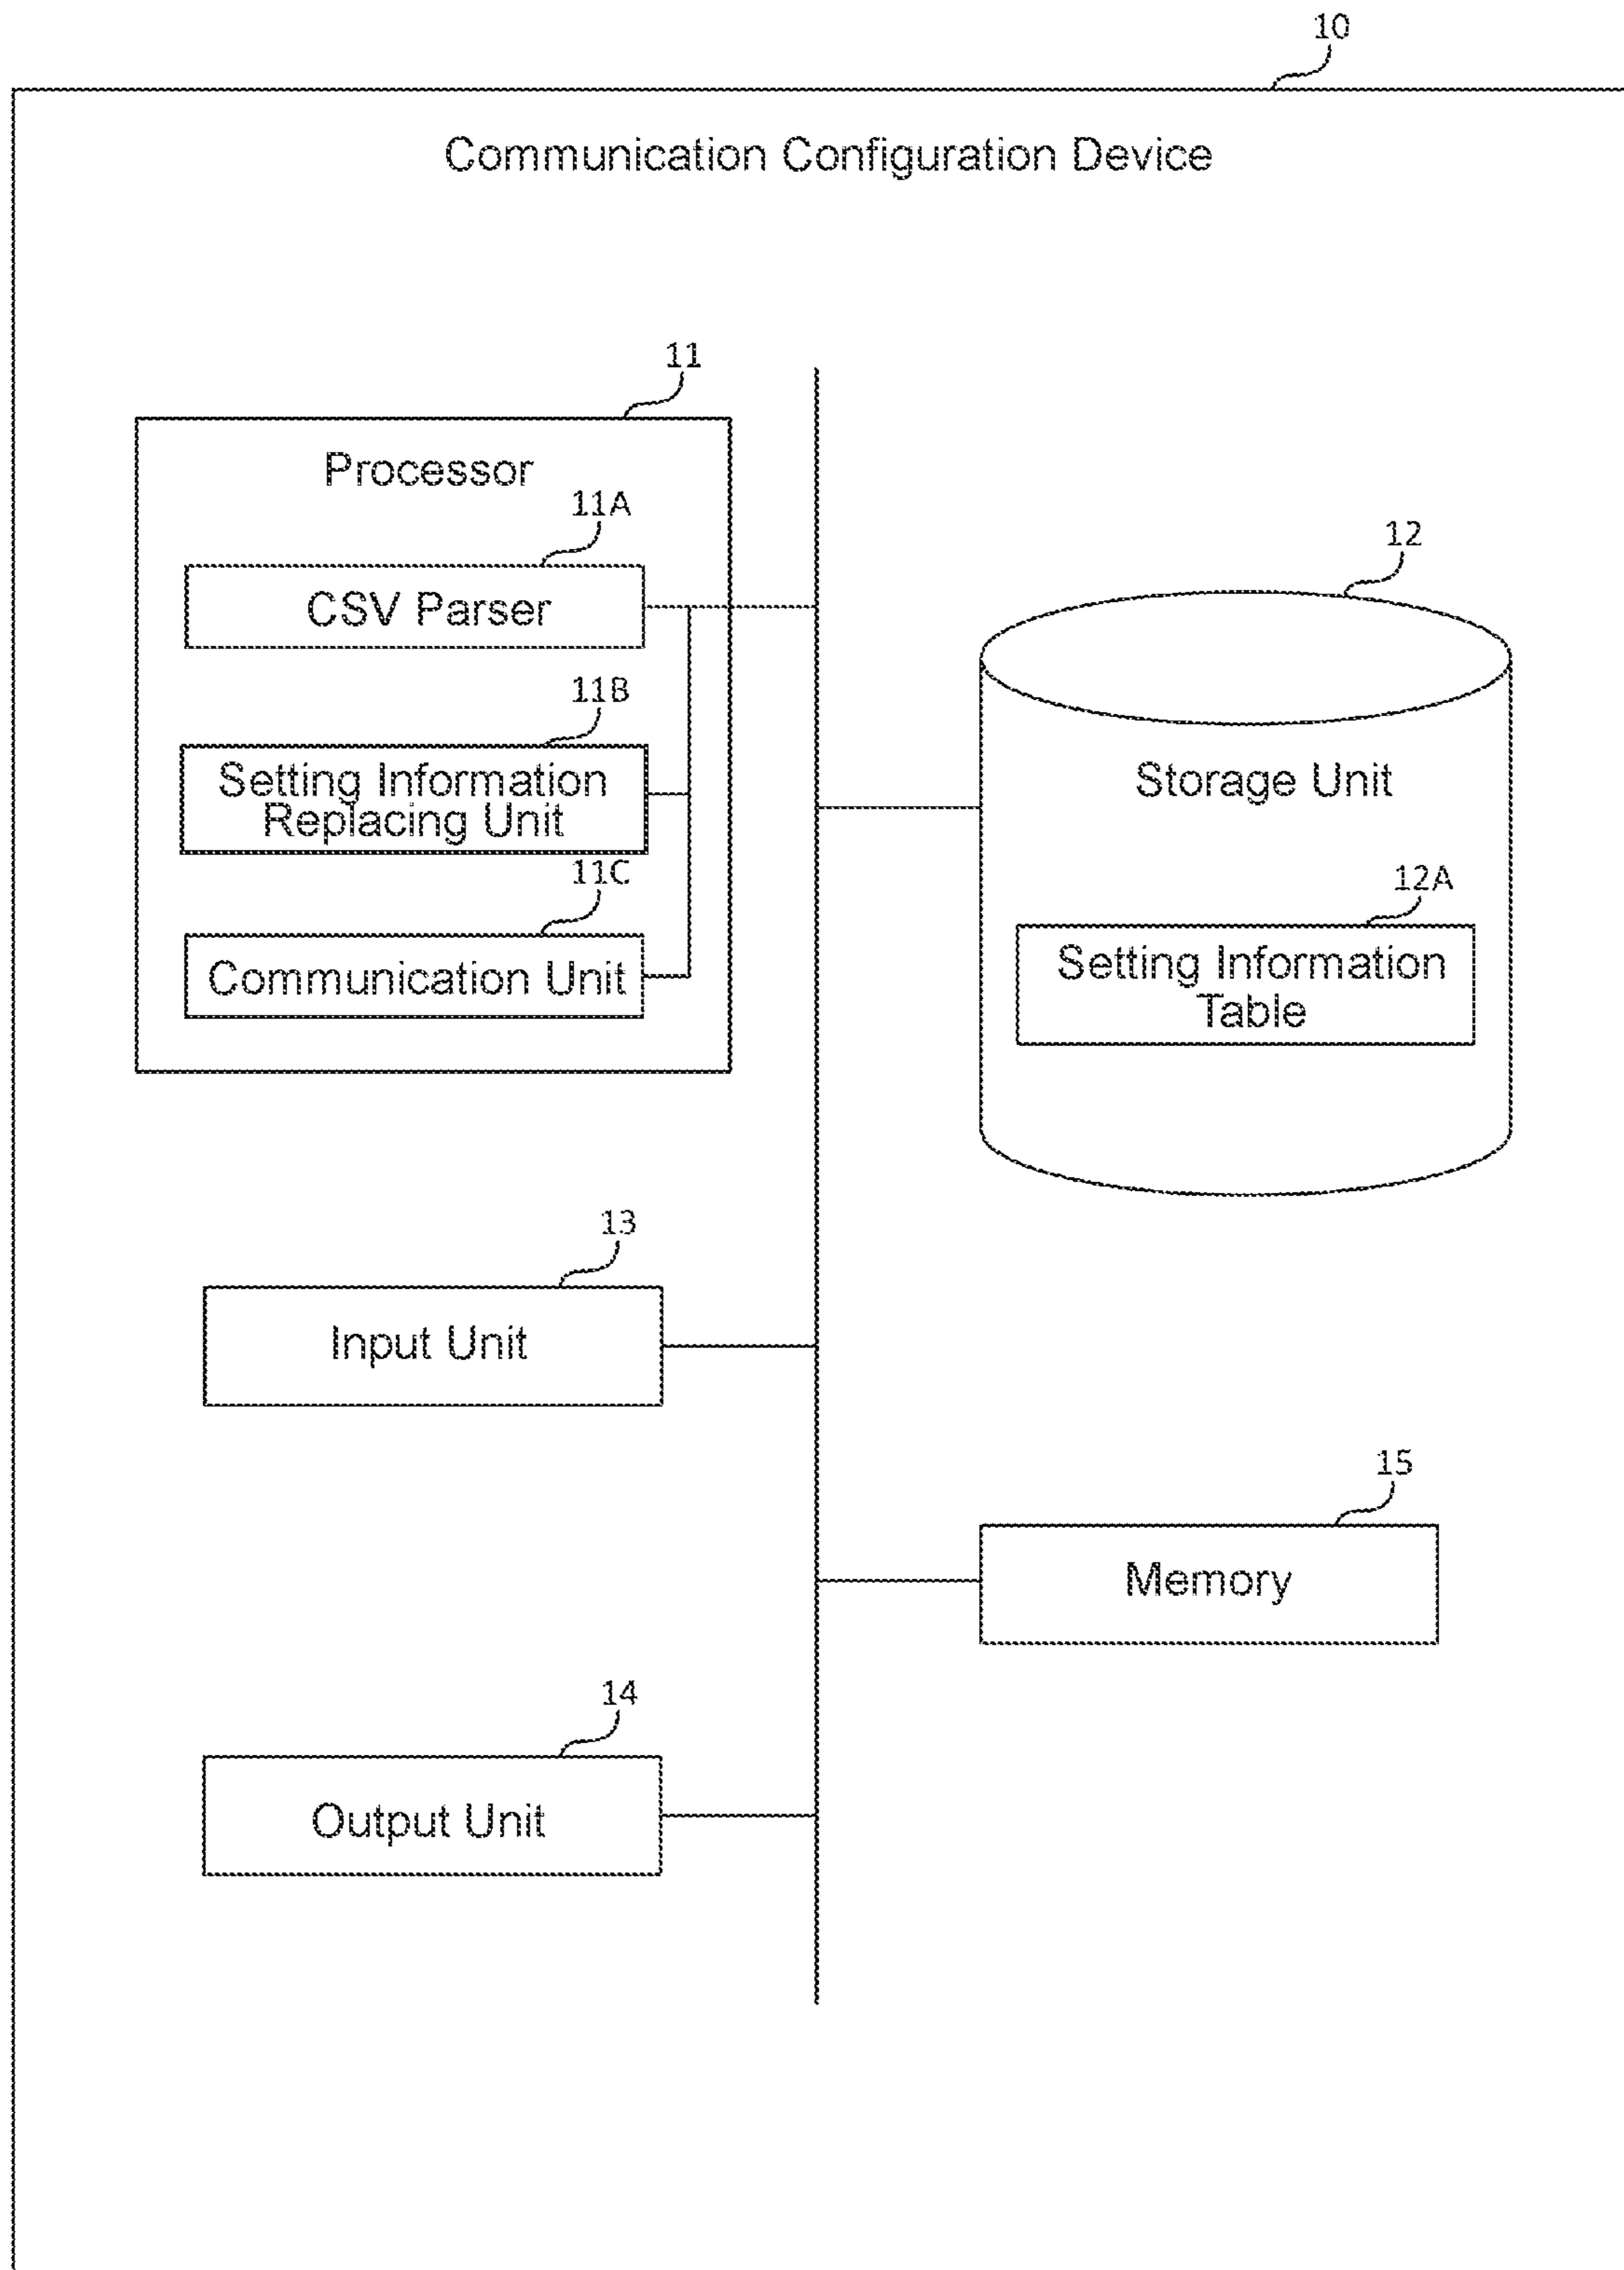 10
Communication Configuration Device
11
Processor
11A
CSV Parser
11B
Setting Information
Replacing Unit
11C
Communication Unit
12
Storage Unit
12A
Setting Information
Table
13
Input Unit
15
Memory
14
Output Unit